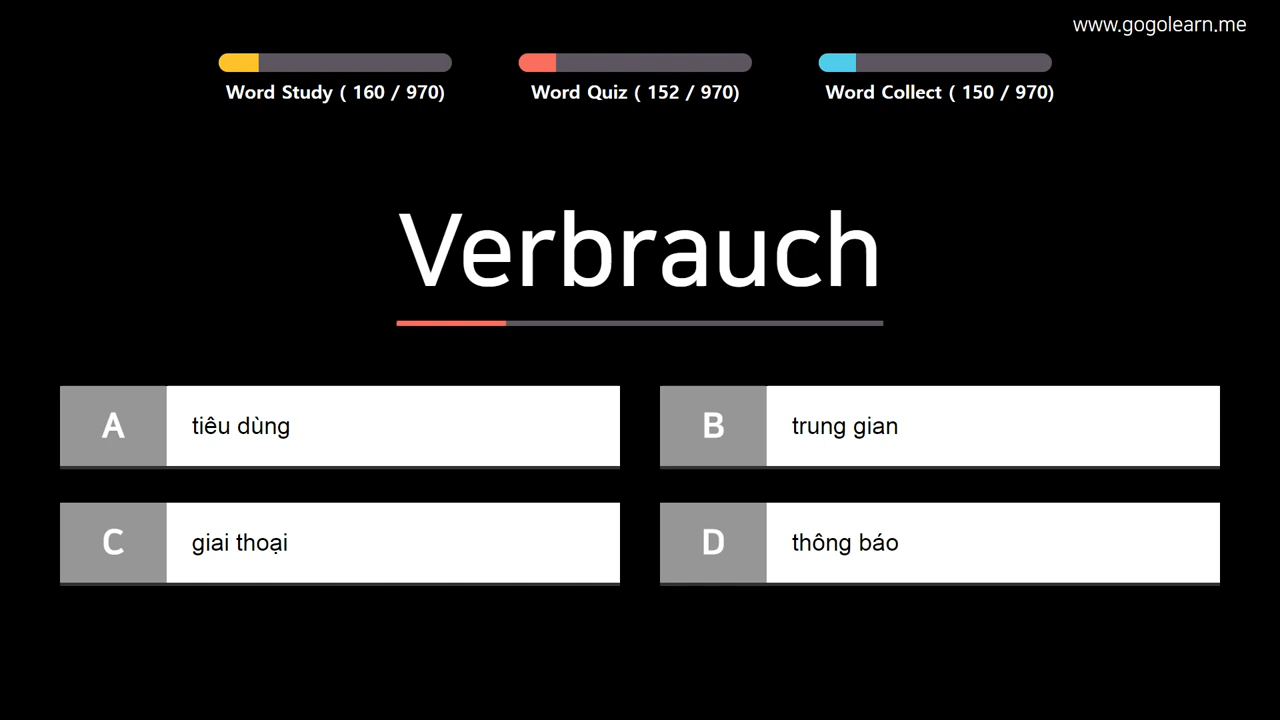 www.gogolearn.me
Word Study ( 160 / 970)
Word Quiz ( 152 / 970)
Word Collect ( 150 / 970)
Verbrauch
A tiêu dùng
B trung gian
C giai thoại
D thông báo